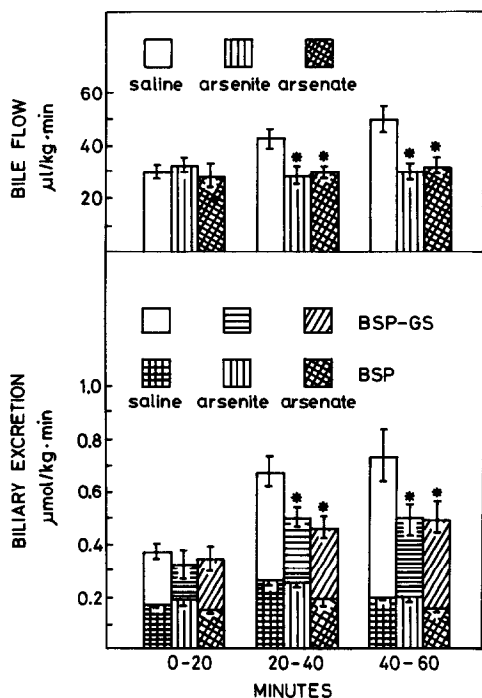 saline arsenite arsenate
BILE FLOW
µl/kg·min
60
40
20
* *
* *
BSP-GS
BSP
saline arsenite arsenate
BILIARY EXCRETION
µmol/kg·min
1.0
0.8
0.6
0.4
0.2
* *
* *
0-20 20-40 40-60
MINUTES